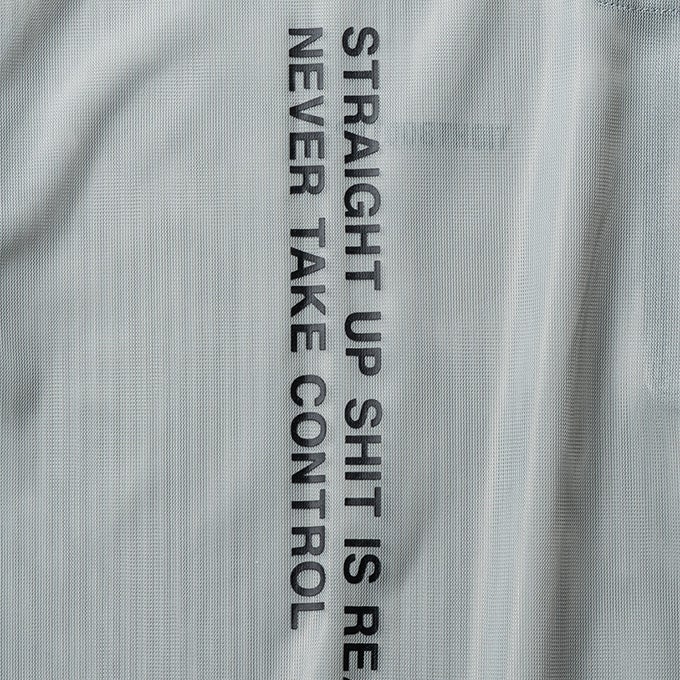 STRAIGHT UP SHIT IS
NEVER TAKE CONTROL